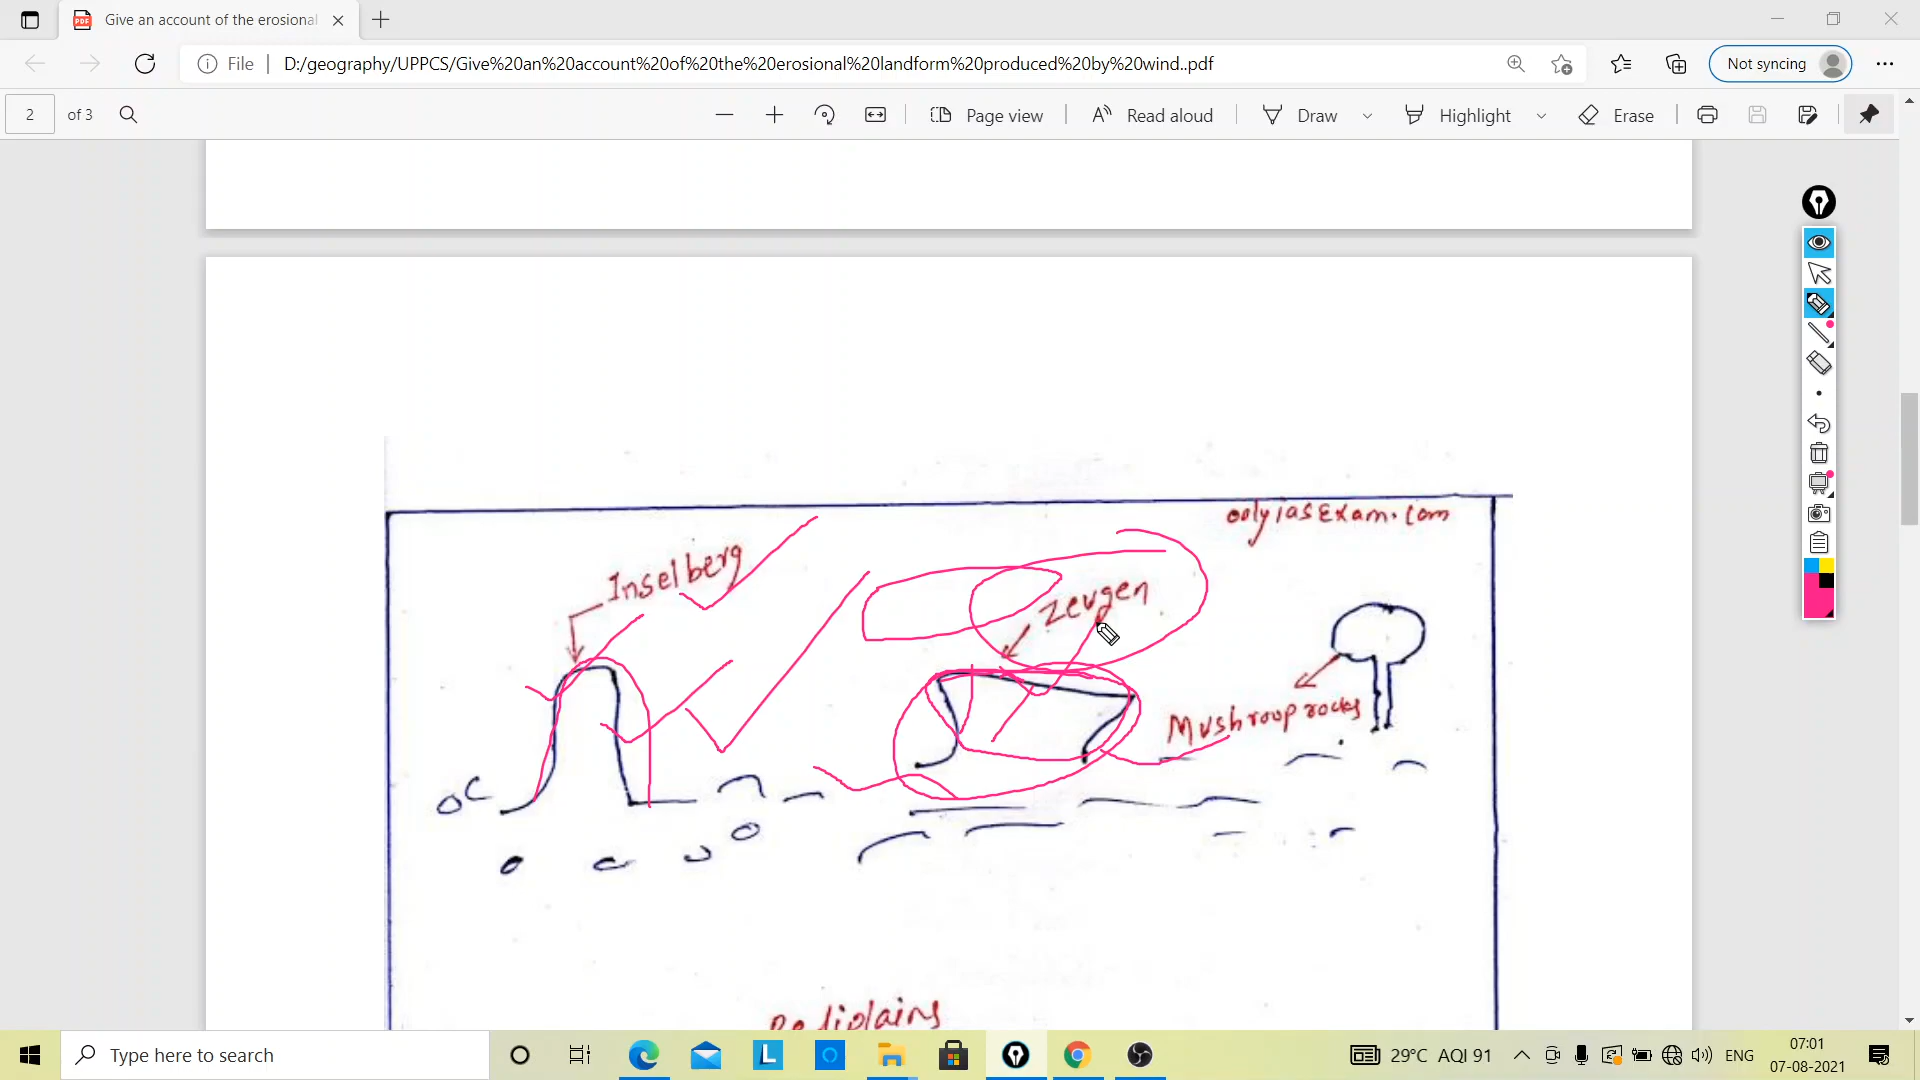 Give an account of the erosional
File
D:/geography/UPPCS/Give%20an%20account%20of%20the%20erosional%20landform%20produced%20by%20wind..pdf
Not syncing
2 of 3
Page view
Read aloud
Draw
Highlight
Erase
onlyiasExam.com
Inselberg
Zeugen
Mushroop rocks
Pediplains
Type here to search
L
29°C AQI 91
ENG
07:01
07-08-2021